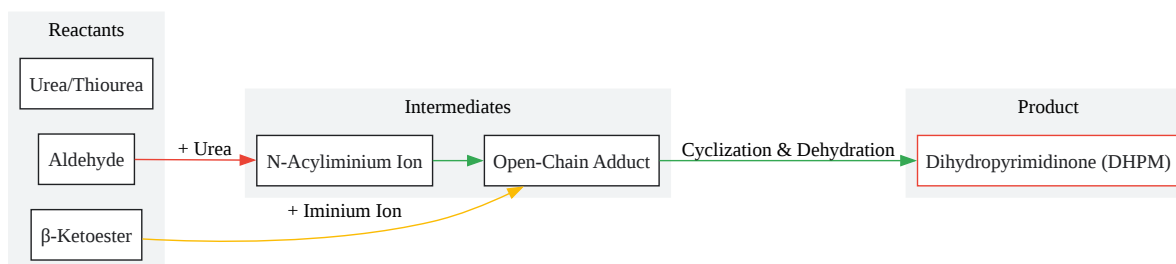 Reactants
Urea/Thiourea
Aldehyde
β-Ketoester
+ Urea
Intermediates
N-Acyliminium Ion
Open-Chain Adduct
+ Iminium Ion
Cyclization & Dehydration
Product
Dihydropyrimidinone (DHPM)